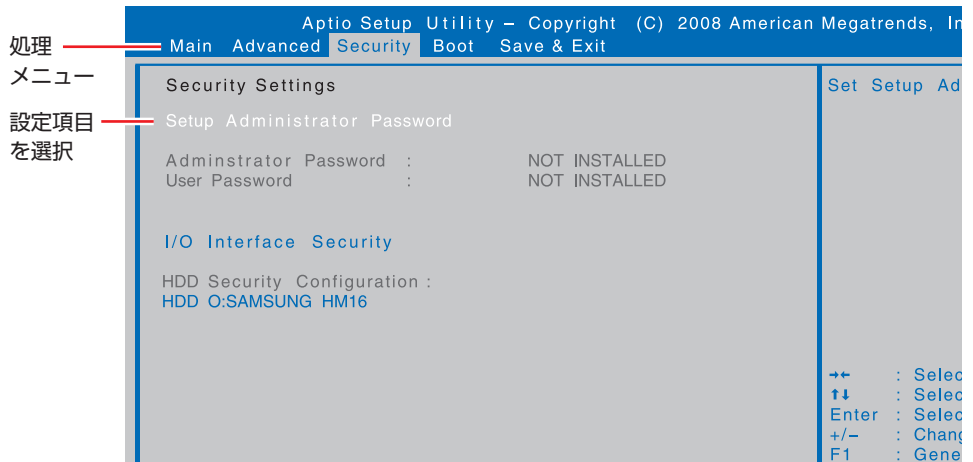 Aptio Setup Utility – Copyright (C) 2008 American Megatrends, In
Main Advanced Security Boot Save & Exit
処理
メニュー
設定項目
を選択
Security Settings
Setup Administrator Password
Adminstrator Password : NOT INSTALLED
User Password : NOT INSTALLED
I/O Interface Security
HDD Security Configuration :
HDD O:SAMSUNG HM16
Set Setup Ad
→← : Selec
↑↓ : Selec
Enter : Selec
+/– : Chang
F1 : Gene